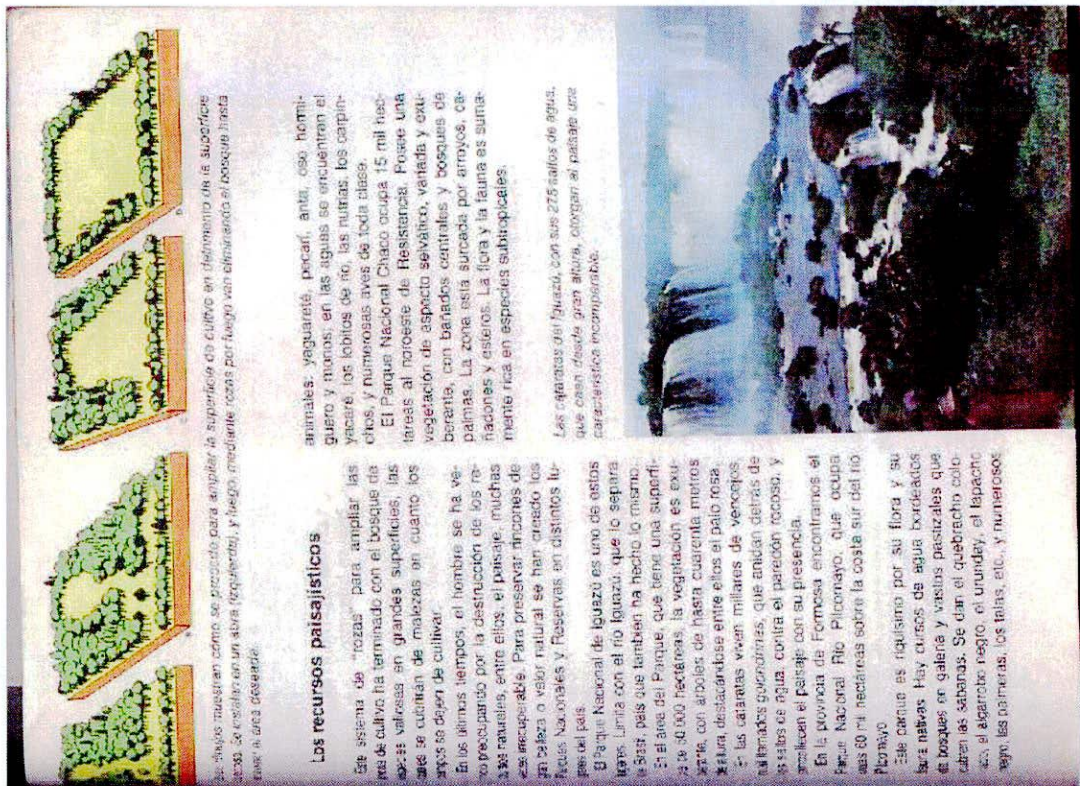 dibujos muestran cómo se procede para ampliar la superficie de cultivo en detrimento de la superficie
Se instalan en un abra (izquierda), y luego, mediante rozas por fuego van eliminando el bosque hasta
área deseada.
Los recursos paisajísticos
Este sistema de "rozas" para ampliar las
de cultivo ha terminado con el bosque de
especies valiosas en grandes superficies, las
se cubrirán de malezas en cuanto los
se dejen de cultivar.
En los últimos tiempos, el hombre se ha ve-
preocupando por la destrucción de los re-
naturales, entre ellos, el paisaje, muchas
irrecuperable. Para preservar rincones de
gran belleza o valor natural se han creado los
Parques Nacionales y Reservas en distintos lu-
gares del país.
El Parque Nacional de Iguazú es uno de estos
lugares. Limita con el río Iguazú que lo separa
de Brasil, país que también ha hecho lo mismo.
En el área del Parque, que tiene una superfi-
cie de 50 000 hectáreas, la vegetación es exu-
berante, con árboles de hasta cuarenta metros
de altura, destacándose entre ellos el palo rosa.
En las cataratas viven millares de vencejos
llamados golondrinas, que anidan detrás de
los saltos de agua, contra el paredón rocoso, y
embellecen el paisaje con su presencia.
En la provincia de Formosa encontramos el
Parque Nacional Río Pilcomayo, que ocupa
unas 60 mil hectáreas sobre la costa sur del río
Pilcomayo.
Este parque es riquísimo por su flora y su
fauna nativas. Hay cursos de agua bordeados
de bosques en galería y vastos pastizales que
cubren las sabanas. Se dan el quebracho colo-
rado, el algarrobo negro, el urunday, el lapacho
negro, las palmeras, los talas, etc., y numerosos
animales: yaguareté, pecarí, anta, oso hormi-
guero y monos; en las aguas se encuentran el
yacaré, los lobitos de río, las nutrias, los carpin-
chos, y numerosas aves de toda clase.
El Parque Nacional Chaco ocupa 15 mil hec-
táreas al noroeste de Resistencia. Posee una
vegetación de aspecto selvático, variada y exu-
berante, con bañados centrales y bosques de
palmas. La zona está surcada por arroyos, ca-
ñadones y esteros. La flora y la fauna es suma-
mente rica en especies subtropicales.
Las cataratas del Iguazú, con sus 275 saltos de agua,
que caen desde gran altura, otorgan al paisaje una
característica incomparable.